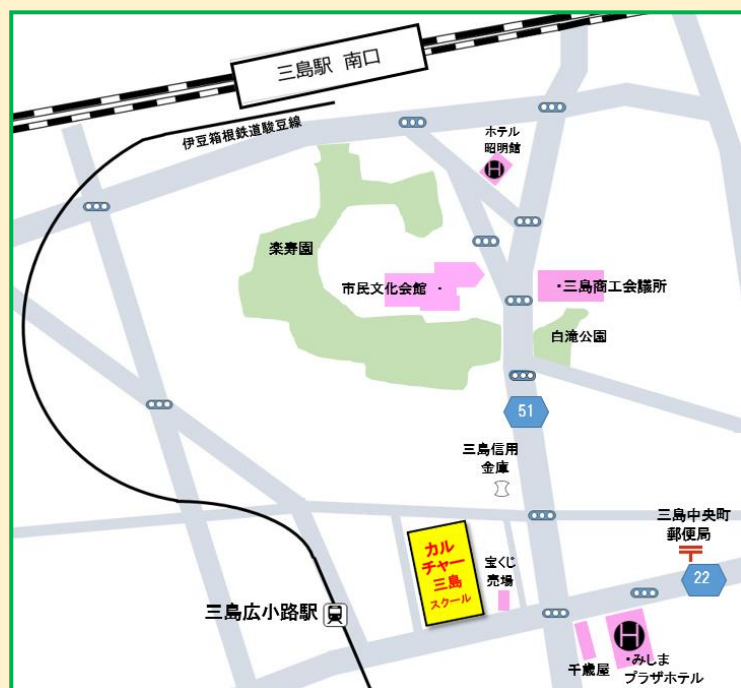 三島駅 南口
伊豆箱根鉄道駿豆線
ホテル
昭明館
H
楽寿園
市民文化会館
・三島商工会議所
白滝公園
51
三島信用
金庫
三島中央町
郵便局
〒
22
カル
チャー
三島
スクール
宝くじ
売場
三島広小路駅
H
千歳屋
・みしま
プラザホテル